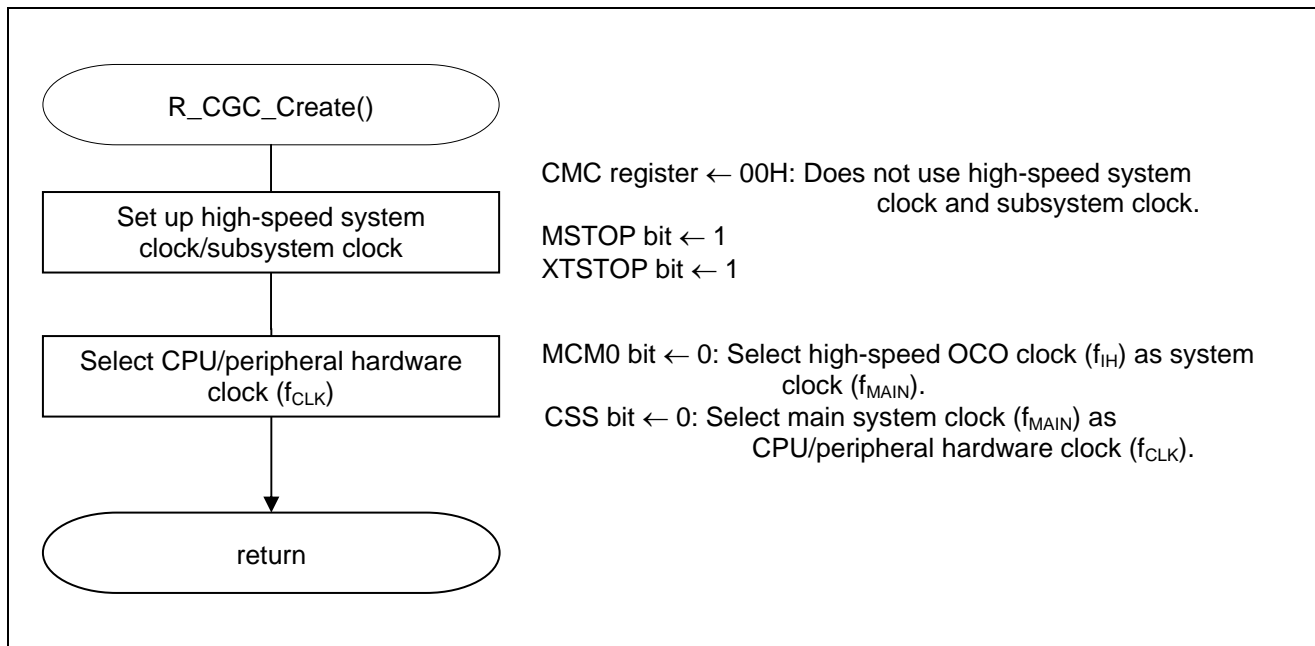 R_CGC_Create()
Set up high-speed system
clock/subsystem clock
CMC register ← 00H: Does not use high-speed system
clock and subsystem clock.
MSTOP bit ← 1
XTSTOP bit ← 1
Select CPU/peripheral hardware
clock (fCLK)
MCM0 bit ← 0: Select high-speed OCO clock (fIH) as system
clock (fMAIN).
CSS bit ← 0: Select main system clock (fMAIN) as
CPU/peripheral hardware clock (fCLK).
return